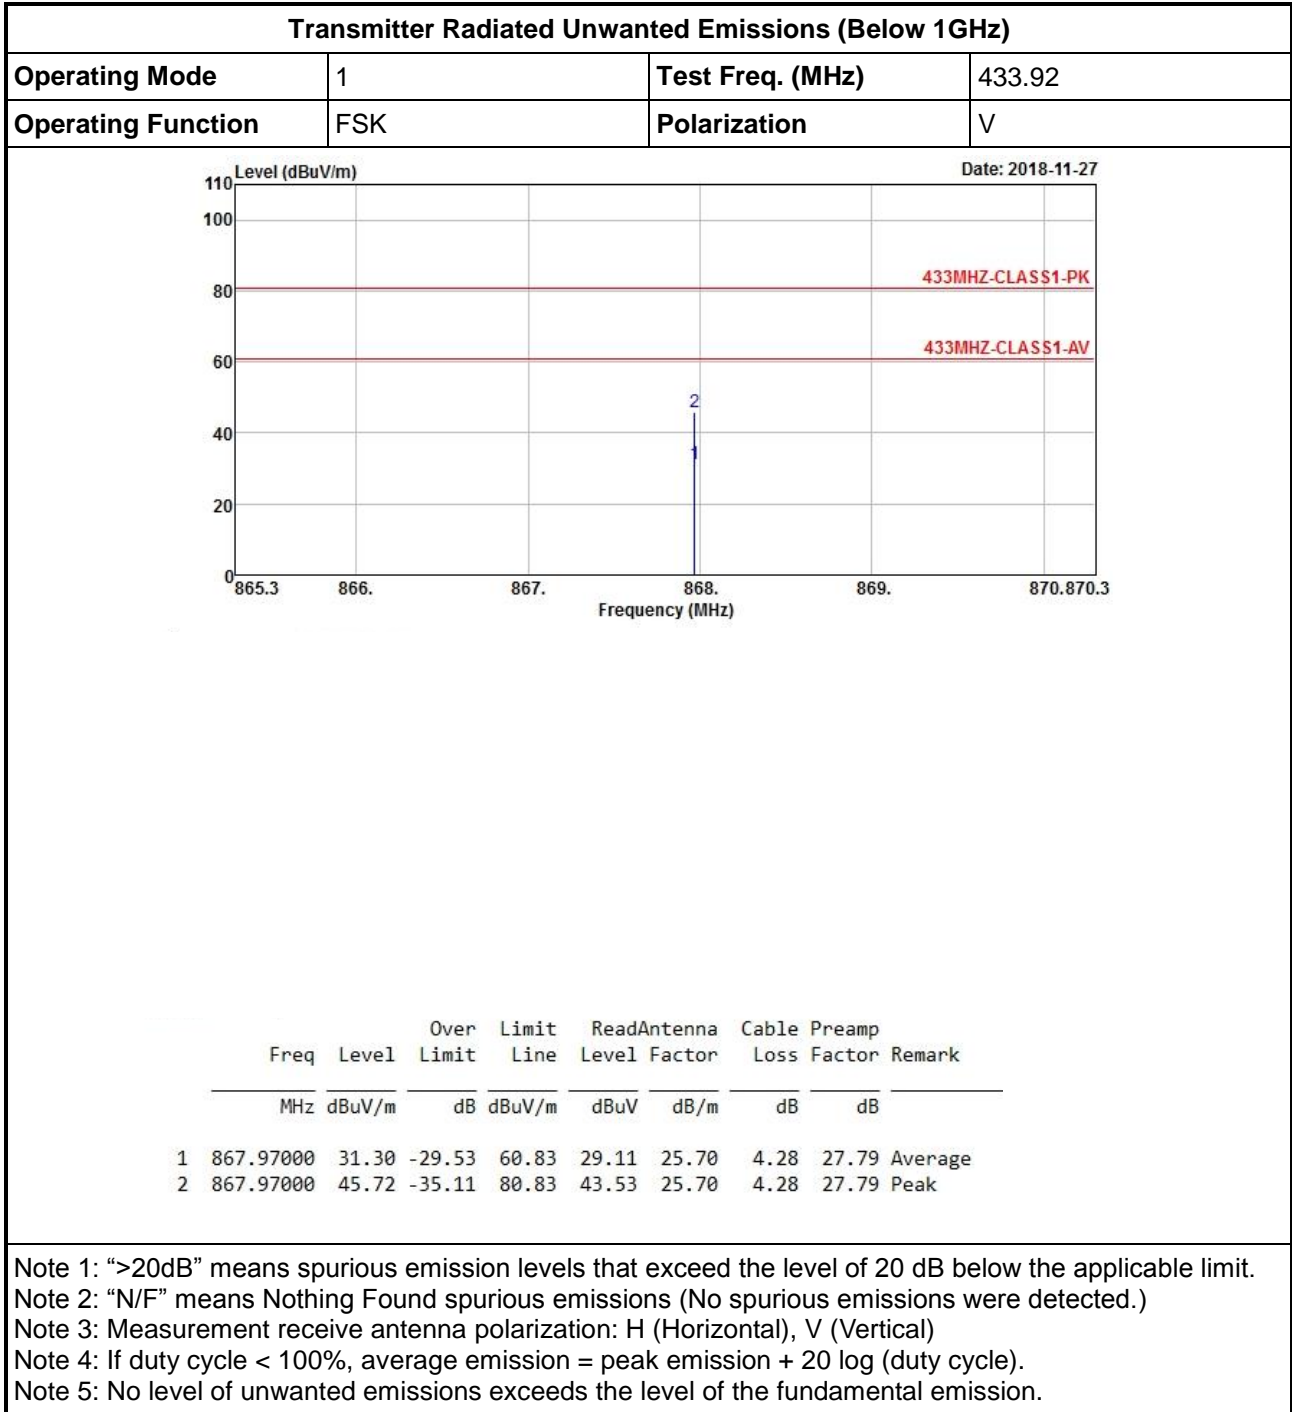 Transmitter Radiated Unwanted Emissions (Below 1GHz)
Operating Mode 1 Test Freq. (MHz) 433.92
Operating Function FSK Polarization V
Level (dBuV/m) Date: 2018-11-27
110
100
433MHZ-CLASS1-PK
80
433MHZ-CLASS1-AV
60
2
40
1
20
0
865.3 866. 867. 868. 869. 870.870.3
Frequency (MHz)
Over Limit ReadAntenna Cable Preamp
Freq Level Limit Line Level Factor Loss Factor Remark
MHz dBuV/m dB dBuV/m dBuV dB/m dB dB
1 867.97000 31.30 -29.53 60.83 29.11 25.70 4.28 27.79 Average
2 867.97000 45.72 -35.11 80.83 43.53 25.70 4.28 27.79 Peak
Note 1: “>20dB” means spurious emission levels that exceed the level of 20 dB below the applicable limit.
Note 2: “N/F” means Nothing Found spurious emissions (No spurious emissions were detected.)
Note 3: Measurement receive antenna polarization: H (Horizontal), V (Vertical)
Note 4: If duty cycle < 100%, average emission = peak emission + 20 log (duty cycle).
Note 5: No level of unwanted emissions exceeds the level of the fundamental emission.